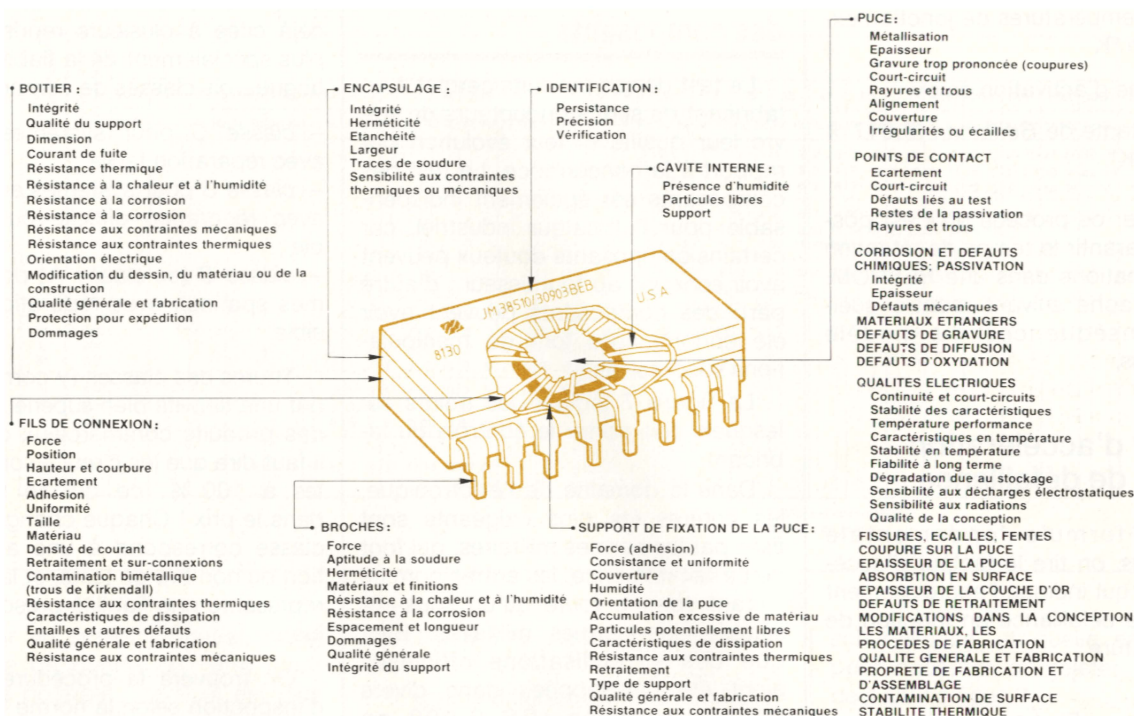 BOITIER :
Intégrité
Qualité du support
Dimension
Courant de fuite
Résistance thermique
Résistance à la chaleur et à l'humidité
Résistance à la corrosion
Résistance à la corrosion
Résistance aux contraintes mécaniques
Résistance aux contraintes thermiques
Orientation électrique
Modification du dessin, du matériau ou de la
construction
Qualité générale et fabrication
Protection pour expédition
Dommages
ENCAPSULAGE :
Intégrité
Herméticité
Etanchéité
Largeur
Traces de soudure
Sensibilité aux contraintes
thermiques ou mécaniques
IDENTIFICATION :
Persistance
Précision
Vérification
CAVITE INTERNE :
Présence d'humidité
Particules libres
Support
PUCE :
Métallisation
Epaisseur
Gravure trop prononcée (coupures)
Court-circuit
Rayures et trous
Alignement
Couverture
Irrégularités ou écailles
POINTS DE CONTACT
Ecartement
Court-circuit
Défauts liés au test
Restes de la passivation
Rayures et trous
CORROSION ET DEFAUTS
CHIMIQUES: PASSIVATION
Intégrité
Epaisseur
Défauts mécaniques
MATERIAUX ETRANGERS
DEFAUTS DE GRAVURE
DEFAUTS DE DIFFUSION
DEFAUTS D'OXYDATION
QUALITES ELECTRIQUES
Continuité et court-circuits
Stabilité des caractéristiques
Température performance
Caractéristiques en température
Stabilité en température
Fiabilité à long terme
Dégradation due au stockage
Sensibilité aux décharges électrostatiques
Sensibilité aux radiations
Qualité de la conception
FISSURES, ECAILLES, FENTES
COUPURE SUR LA PUCE
EPAISSEUR DE LA PUCE
ABSORBTION EN SURFACE
EPAISSEUR DE LA COUCHE D'OR
DEFAUTS DE RETRAITEMENT
MODIFICATIONS DANS LA CONCEPTION
LES MATERIAUX, LES
PROCEDES DE FABRICATION
QUALITE GENERALE ET FABRICATION
PROPRETE DE FABRICATION ET
D'ASSEMBLAGE
CONTAMINATION DE SURFACE
STABILITE THERMIQUE
JM 38510/30903BEB
U.S.A
8130
FILS DE CONNEXION :
Force
Position
Hauteur et courbure
Ecartement
Adhésion
Uniformité
Taille
Matériau
Densité de courant
Retraitement et sur-connexions
Contamination bimétallique
(trous de Kirkendall)
Résistance aux contraintes thermiques
Caractéristiques de dissipation
Entailles et autres défauts
Qualité générale et fabrication
Résistance aux contraintes mécaniques
BROCHES :
Force
Aptitude à la soudure
Herméticité
Matériaux et finitions
Résistance à la chaleur et à l'humidité
Résistance à la corrosion
Espacement et longueur
Dommages
Qualité générale
Intégrité du support
SUPPORT DE FIXATION DE LA PUCE :
Force (adhésion)
Consistance et uniformité
Couverture
Humidité
Orientation de la puce
Accumulation excessive de matériau
Particules potentiellement libres
Caractéristiques de dissipation
Résistance aux contraintes thermiques
Retraitement
Type de support
Qualité générale et fabrication
Résistance aux contraintes mécaniques